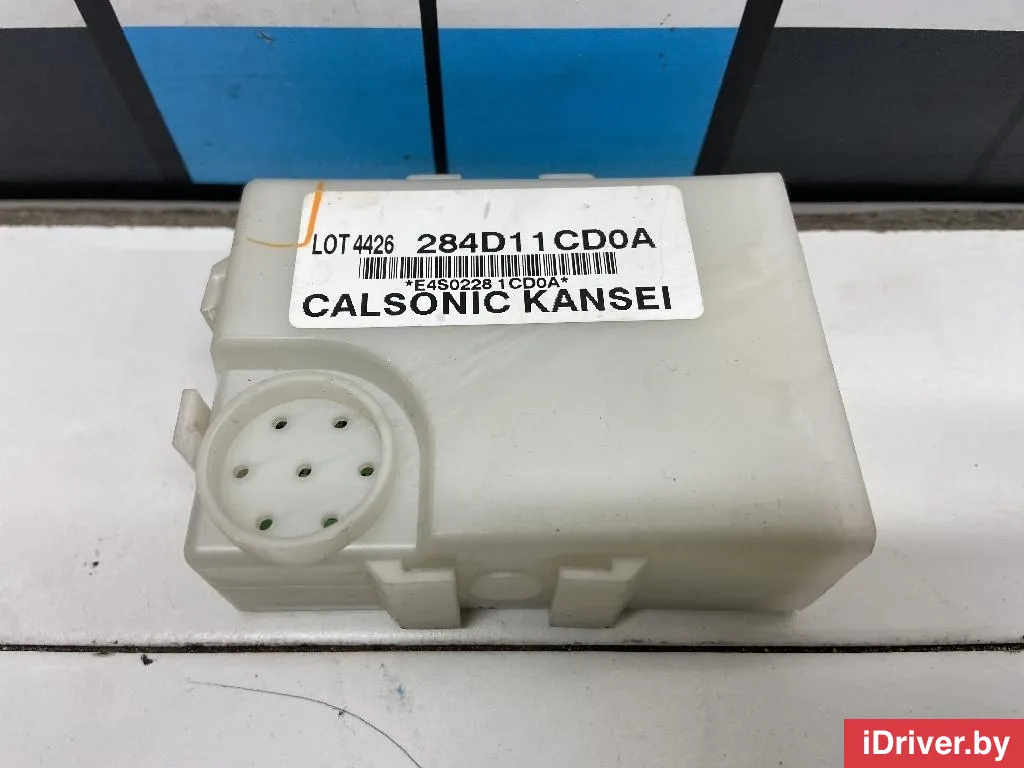 LOT 4426 284D11CD0A
*E4S0228 1CD0A*
CALSONIC KANSEI
iDriver.by